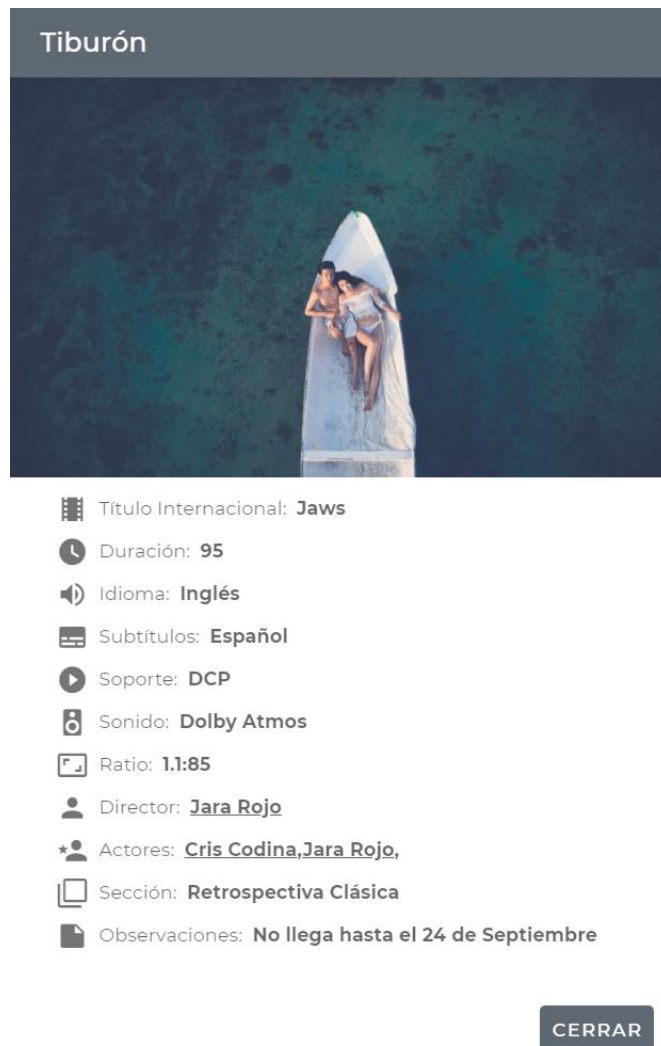 Tiburón
Título Internacional: Jaws
Duración: 95
Idioma: Inglés
Subtítulos: Español
Soporte: DCP
Sonido: Dolby Atmos
Ratio: 1.1:85
Director: Jara Rojo
Actores: Cris Codina,Jara Rojo,
Sección: Retrospectiva Clásica
Observaciones: No llega hasta el 24 de Septiembre
CERRAR